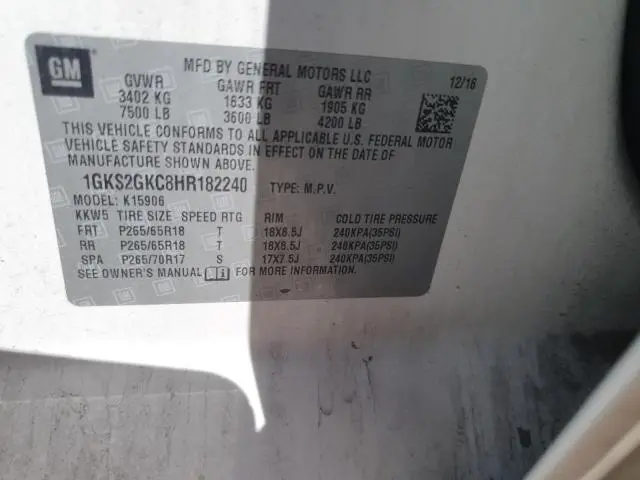 GM
MFD BY GENERAL MOTORS LLC 12/16
GVWR GAWR FRT GAWR RR
3402 KG 1633 KG 1905 KG
7500 LB 3600 LB 4200 LB
THIS VEHICLE CONFORMS TO ALL APPLICABLE U.S. FEDERAL MOTOR
VEHICLE SAFETY STANDARDS IN EFFECT ON THE DATE OF
MANUFACTURE SHOWN ABOVE.
1GKS2GKC8HR182240 TYPE: M.P.V.
MODEL: K15906
KKW5 TIRE SIZE SPEED RTG RIM COLD TIRE PRESSURE
FRT P265/65R18 T 18X8.5J 240KPA(35PSI)
RR P265/65R18 T 18X8.5J 240KPA(35PSI)
SPA P265/70R17 S 17X7.5J 240KPA(35PSI)
SEE OWNER'S MANUAL FOR MORE INFORMATION.